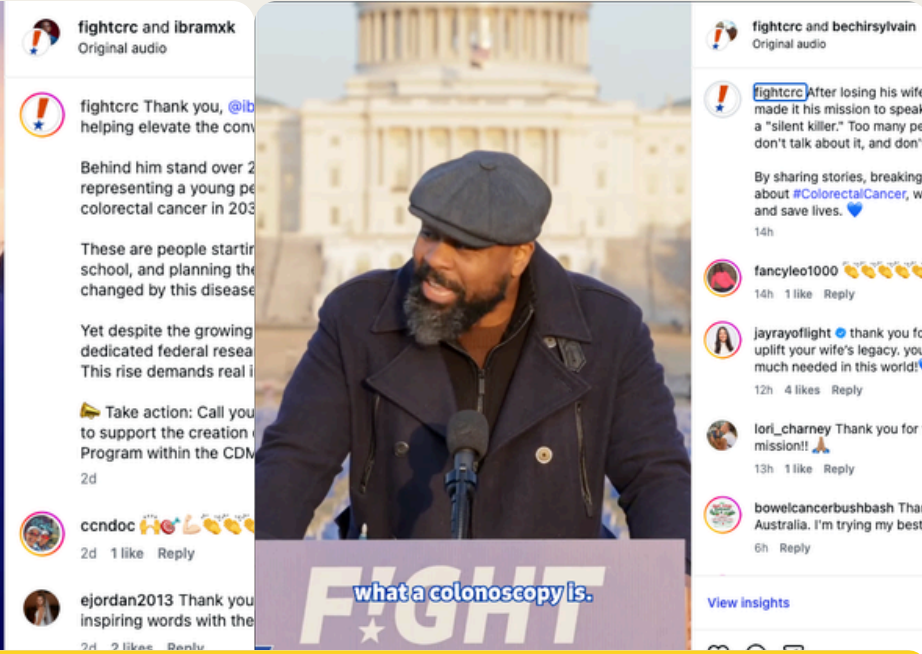 fightcrc and ibramxk
Original audio
fightcrc Thank you, @ib
helping elevate the conv
Behind him stand over 2
representing a young pe
colorectal cancer in 203
These are people startin
school, and planning the
changed by this disease
Yet despite the growing
dedicated federal resea
This rise demands real i
📣 Take action: Call you
to support the creation
Program within the CDM
2d
ccndoc 🙌🎯💪🏻👏👏👏
2d 1 like Reply
ejordan2013 Thank you
inspiring words with the
2d 2 likes Reply
F!GHT
what a colonoscopy is.
fightcrc and bechirsylvain
Original audio
fightcrc After losing his wife
made it his mission to speak
a "silent killer." Too many pe
don't talk about it, and don'
By sharing stories, breaking
about #ColorectalCancer, w
and save lives. 💙
14h
fancyleo1000 👏👏👏👏👏
14h 1 like Reply
jayrayoflight thank you fo
uplift your wife's legacy. you
much needed in this world!
12h 4 likes Reply
lori_charney Thank you for
mission!! 🙏🏽
13h 1 like Reply
bowelcancerbushbash Than
Australia. I'm trying my best
6h Reply
View insights